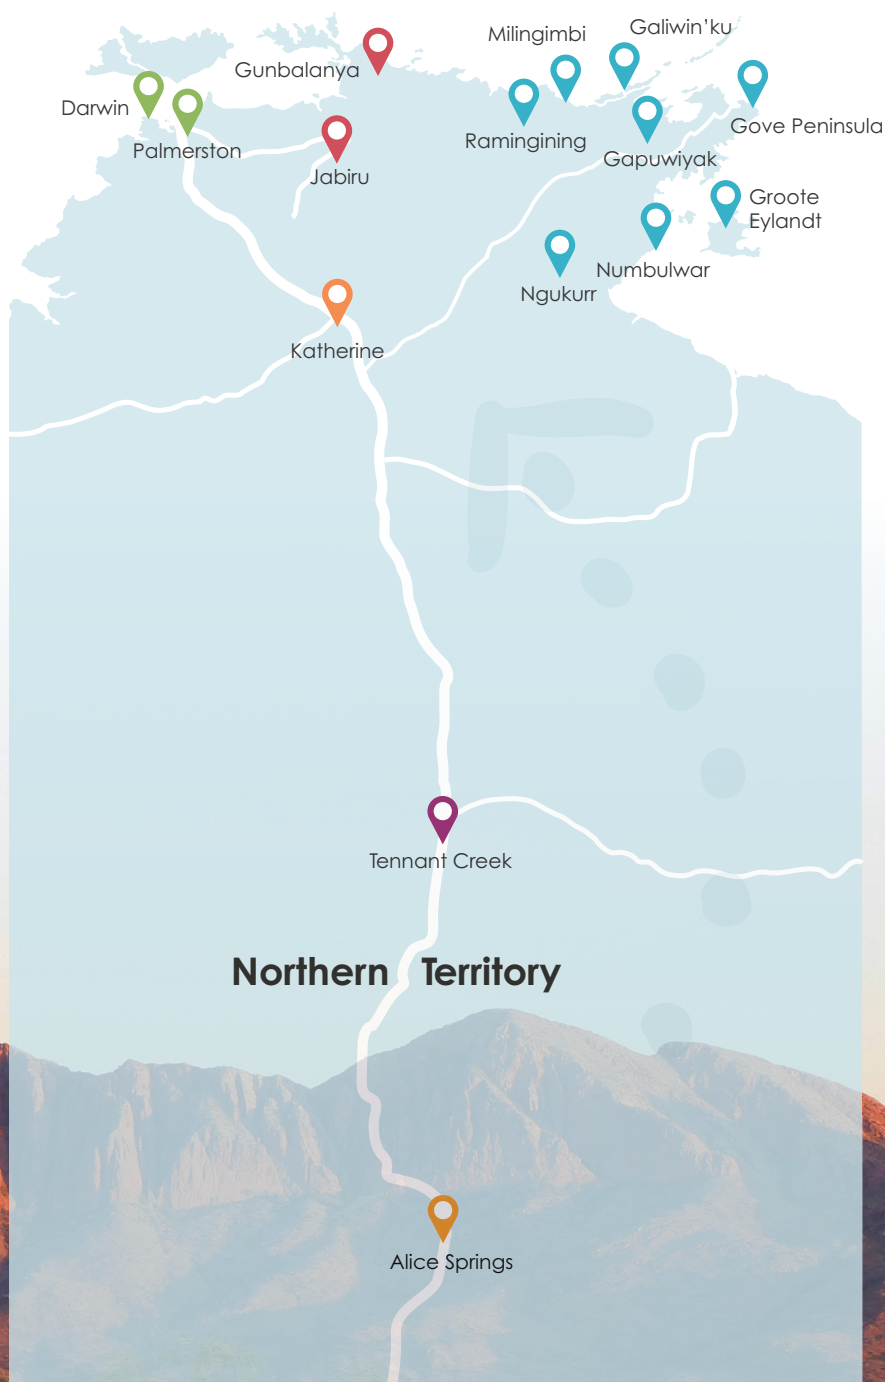 Milingimbi
Galiwin’ku
Gunbalanya
Darwin
Gove Peninsula
Ramingining
Palmerston
Gapuwiyak
Jabiru
Groote
Eylandt
Numbulwar
Ngukurr
Katherine
Tennant Creek
Northern Territory
Alice Springs